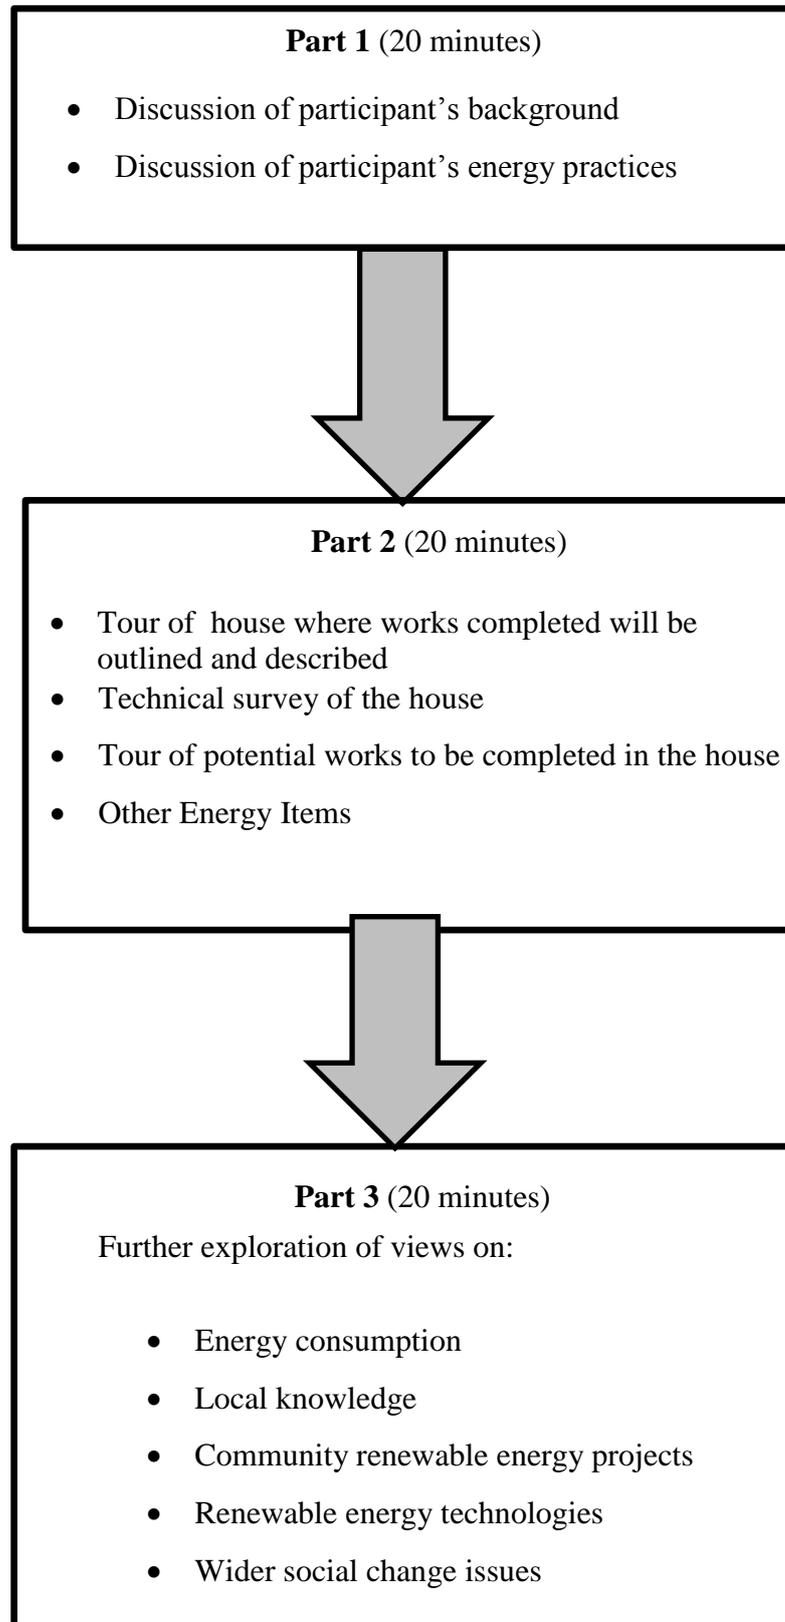 Part 1 (20 minutes)
• Discussion of participant’s background
• Discussion of participant’s energy practices
Part 2 (20 minutes)
• Tour of house where works completed will be
outlined and described
• Technical survey of the house
• Tour of potential works to be completed in the house
• Other Energy Items
Part 3 (20 minutes)
Further exploration of views on:
• Energy consumption
• Local knowledge
• Community renewable energy projects
• Renewable energy technologies
• Wider social change issues